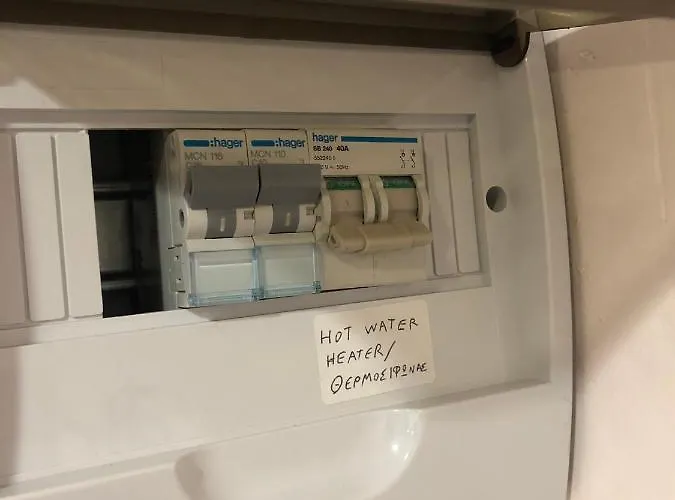 :hager
MCN 116
:hager
MCN 110
hager
SB 240 40A
HOT WATER
HEATER/
ΘΕΡΜΟΣΙΦΩΝΑΣ